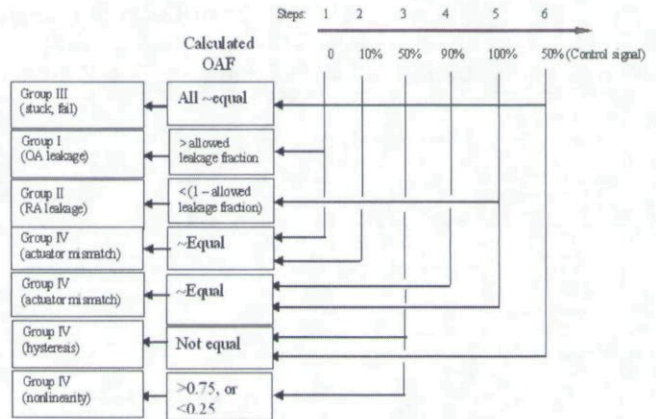 Steps: 1 2 3 4 5 6
0 10% 50% 90% 100% 50% (Control signal)
Calculated
OAF
Group III
(stuck, fail)
All ~equal
Group I
(OA leakage)
> allowed
leakage fraction
Group II
(RA leakage)
<(1 – allowed
leakage fraction)
Group IV
(actuator mismatch)
~Equal
Group IV
(actuator mismatch)
~Equal
Group IV
(hysteresis)
Not equal
Group IV
(nonlinearity)
>0.75, or
<0.25